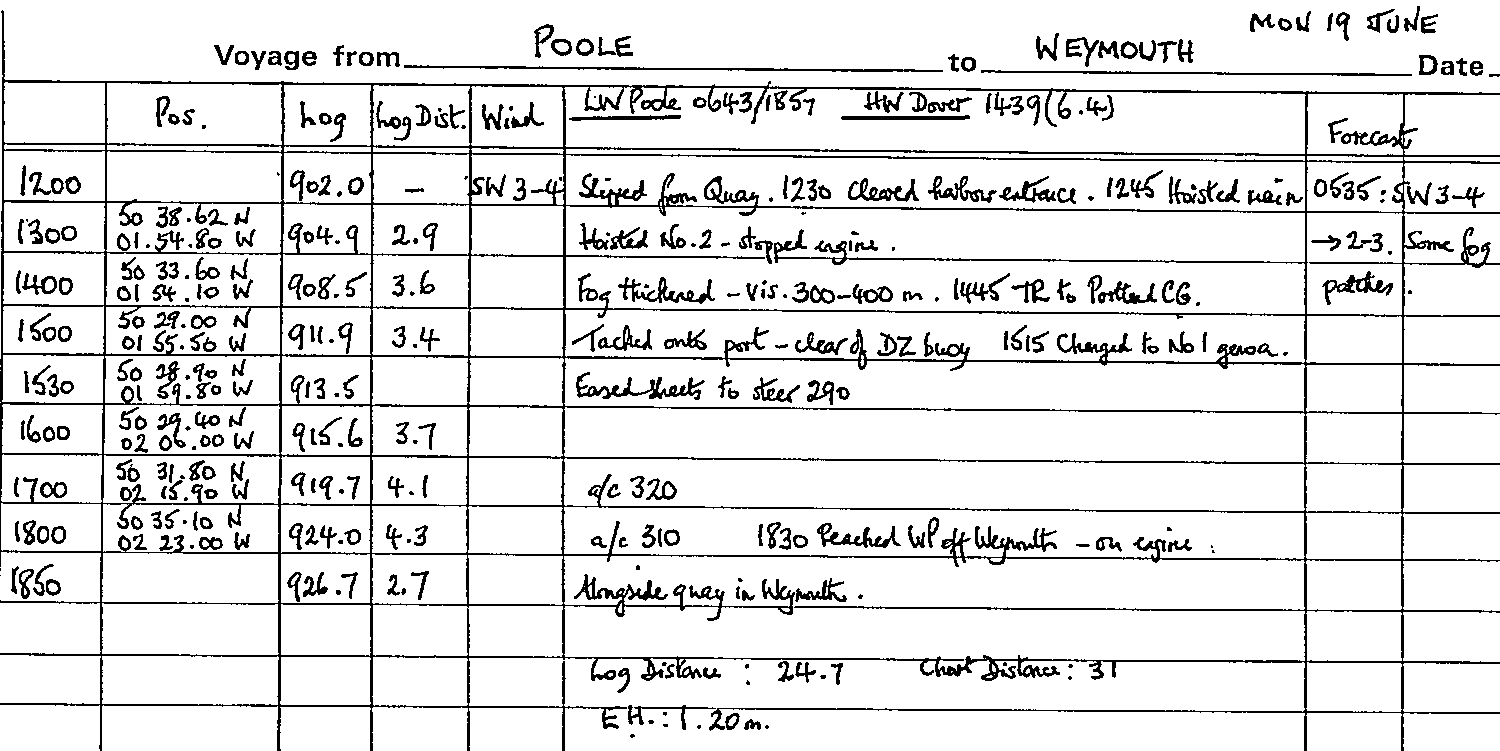 MON 19 JUNE
Voyage from POOLE to WEYMOUTH Date
Pos. Log Log Dist. Wind LW Poole 0643/1857 HW Dover 1439 (6.4) Forecast
1200 902.0 – SW 3-4 Slipped from Quay. 1230 Cleared harbour entrance. 1245 Hoisted main 0535: SW 3-4
50 38.62 N
1300 01.54.80 W 904.9 2.9 Hoisted No.2 - stopped engine. → 2-3. Some fog
50 33.60 N
1400 01 54.10 W 908.5 3.6 Fog thickened - Vis. 300-400 m. 1445 TR to Portland CG. patches.
50 29.00 N
1500 01 55.50 W 911.9 3.4 Tacked onto port - clear of DZ buoy 1515 Changed to No 1 genoa.
50 28.90 N
1530 01 59.80 W 913.5 Eased sheets to steer 290
50 29.40 N
1600 02 06.00 W 915.6 3.7
50 31.80 N
1700 02 15.90 W 919.7 4.1 a/c 320
50 35.10 N
1800 02 23.00 W 924.0 4.3 a/c 310 1830 Reached WP off Weymouth - on engine.
1850 926.7 2.7 Alongside quay in Weymouth.
Log Distance : 24.7 Chart Distance : 31
E.H. : 1.20m.